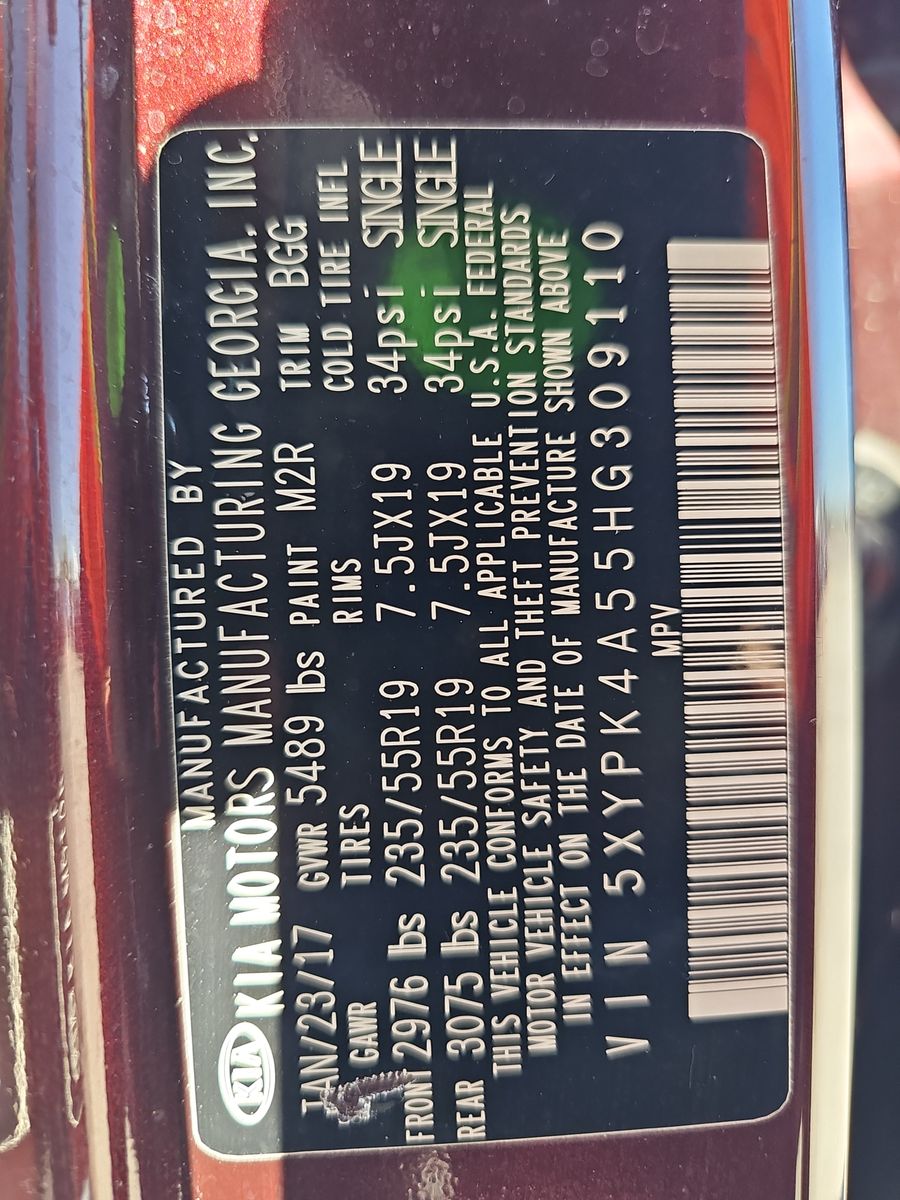 MANUFACTURED BY
KIA KIA MOTORS MANUFACTURING GEORGIA, INC.
JAN/23/17 GVWR 5489 lbs PAINT M2R TRIM BGG
GAWR TIRES RIMS COLD TIRE INFL
FRONT 2976 lbs 235/55R19 7.5JX19 34psi SINGLE
REAR 3075 lbs 235/55R19 7.5JX19 34psi SINGLE
THIS VEHICLE CONFORMS TO ALL APPLICABLE U.S.A. FEDERAL
MOTOR VEHICLE SAFETY AND THEFT PREVENTION STANDARDS
IN EFFECT ON THE DATE OF MANUFACTURE SHOWN ABOVE
VIN 5XYPK4A55HG309110
MPV